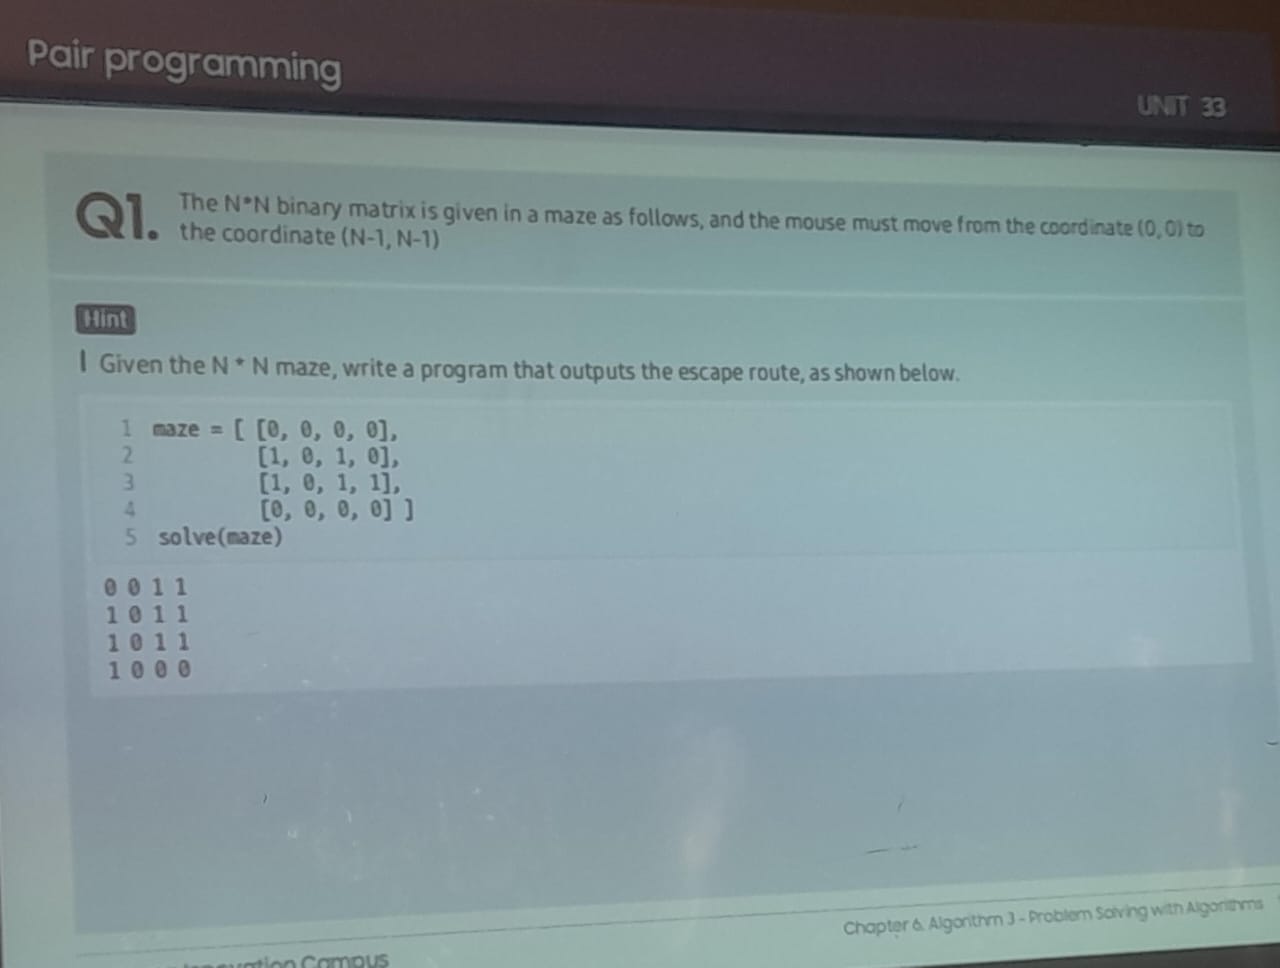 Pair programming
UNIT 33
Q1. The N*N binary matrix is given in a maze as follows, and the mouse must move from the coordinate (0, 0) to
the coordinate (N-1, N-1)
Hint
Given the N * N maze, write a program that outputs the escape route, as shown below.
1 maze = [ [0, 0, 0, 0],
2 [1, 0, 1, 0],
3 [1, 0, 1, 1],
4 [0, 0, 0, 0] ]
5 solve(maze)
0 0 1 1
1 0 1 1
1 0 1 1
1 0 0 0
Chapter 6. Algorithm 3 - Problem Solving with Algorithms
Campus